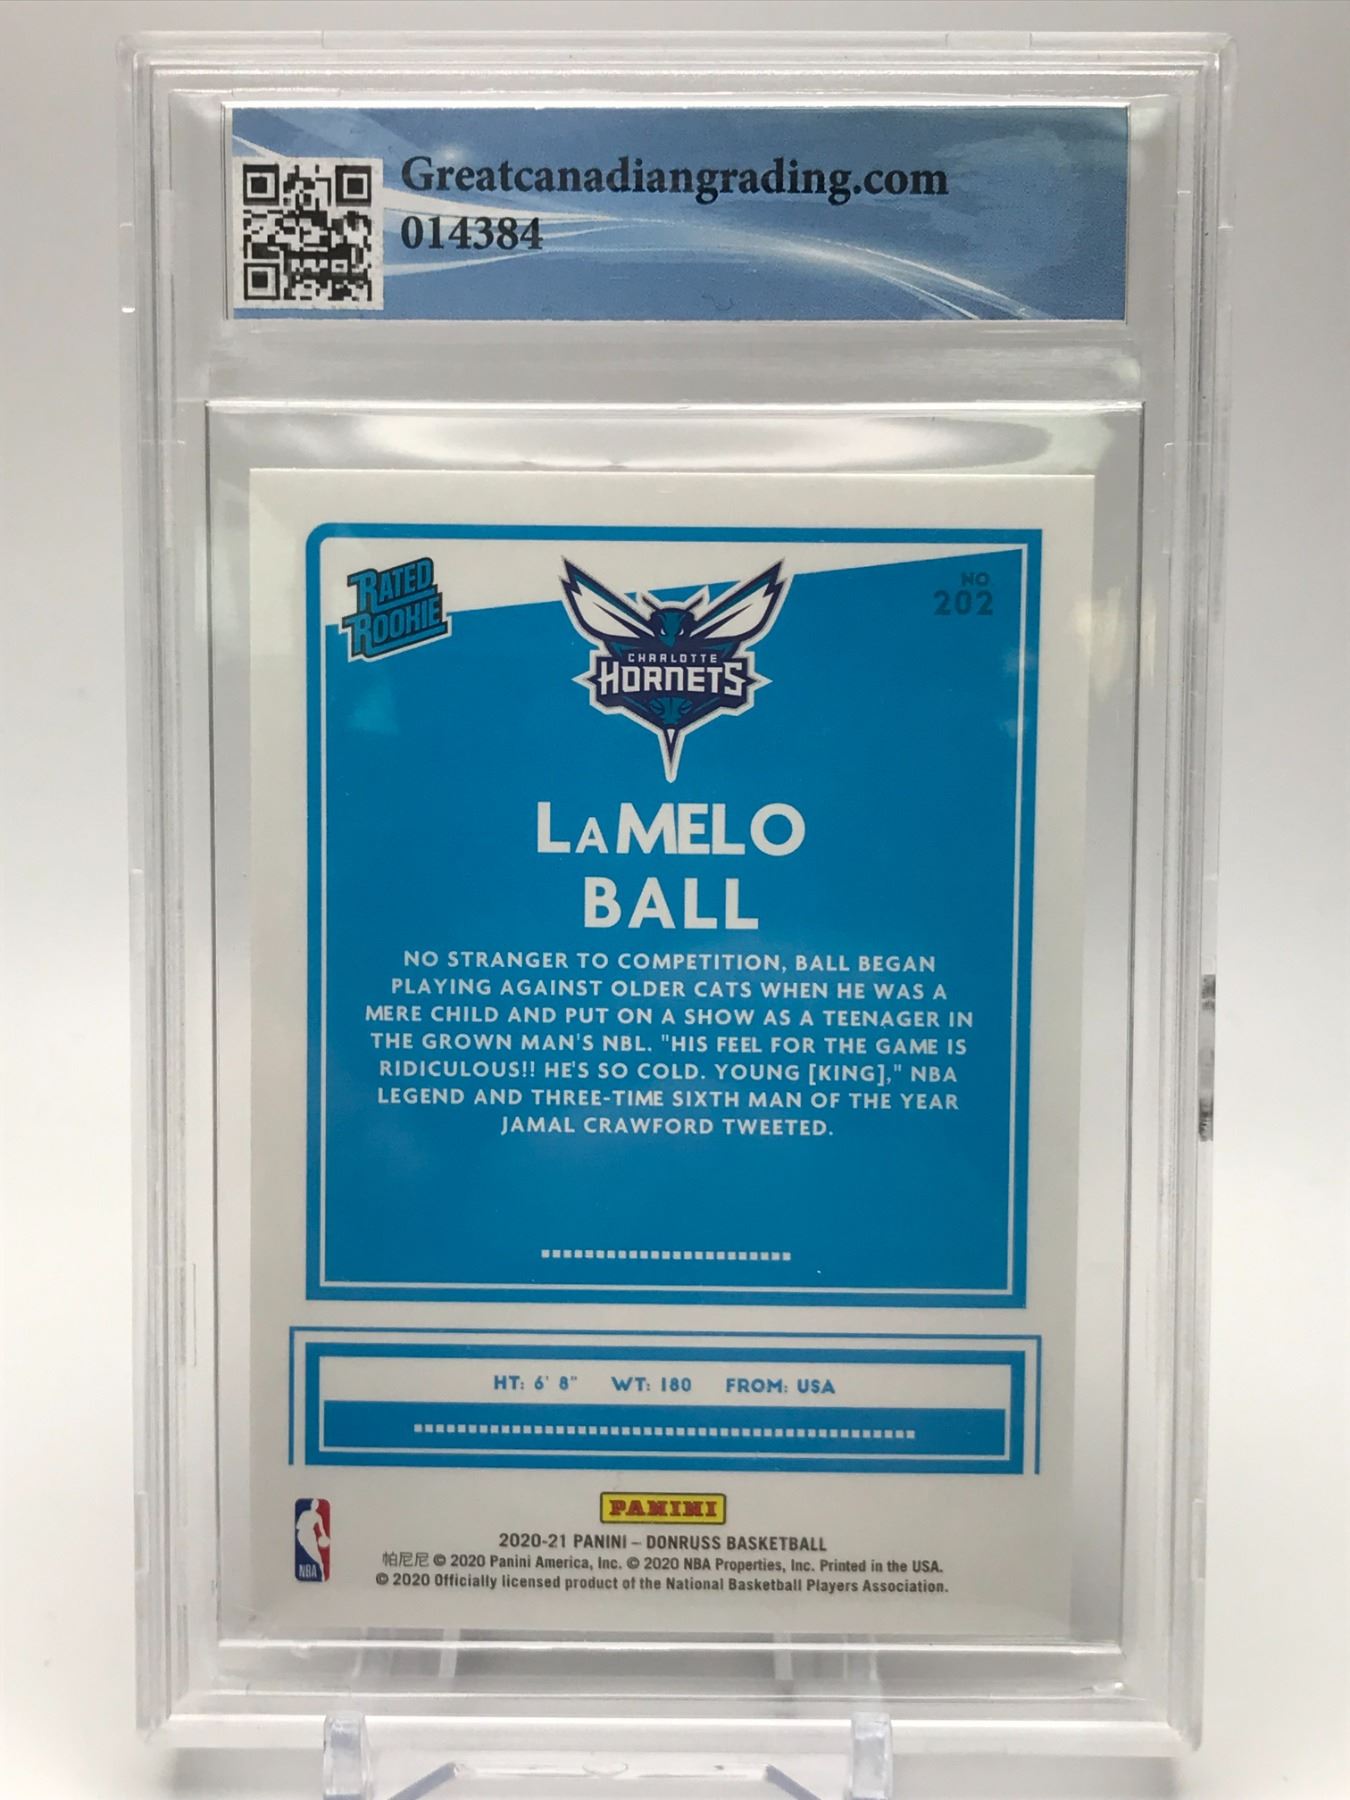 Greatcanadiangrading.com
014384
RATED
ROOKIE
NO.
202
CHARLOTTE
HORNETS
LAMELO
BALL
NO STRANGER TO COMPETITION, BALL BEGAN
PLAYING AGAINST OLDER CATS WHEN HE WAS A
MERE CHILD AND PUT ON A SHOW AS A TEENAGER IN
THE GROWN MAN'S NBL. "HIS FEEL FOR THE GAME IS
RIDICULOUS!! HE'S SO COLD. YOUNG [KING]," NBA
LEGEND AND THREE-TIME SIXTH MAN OF THE YEAR
JAMAL CRAWFORD TWEETED.
HT: 6' 8" WT: 180 FROM: USA
PANINI
NBA
2020-21 PANINI – DONRUSS BASKETBALL
帕尼尼 © 2020 Panini America, Inc. © 2020 NBA Properties, Inc. Printed in the USA.
© 2020 Officially licensed product of the National Basketball Players Association.